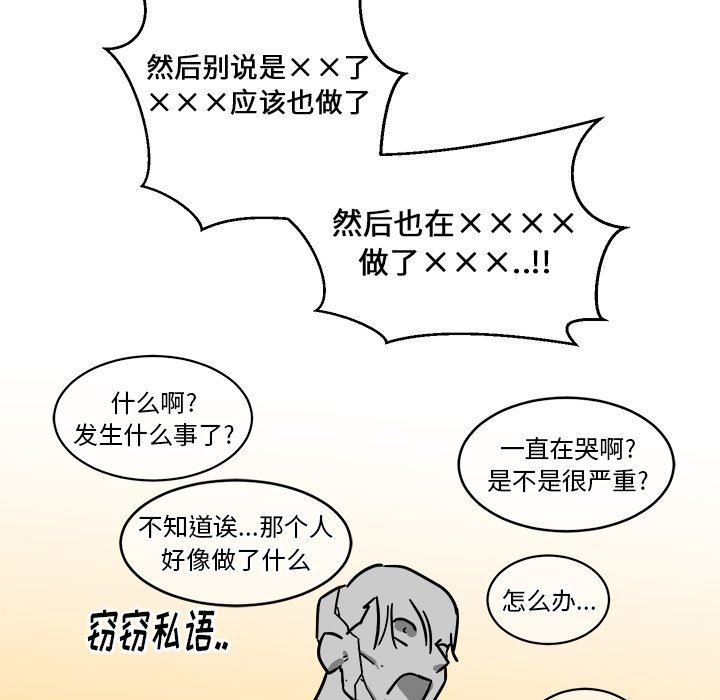 然后别说是××了
×××应该也做了
然后也在××××
做了×××..!!
什么啊?
发生什么事了?
一直在哭啊?
是不是很严重?
不知道诶...那个人
好像做了什么
怎么办...
窃窃私语..